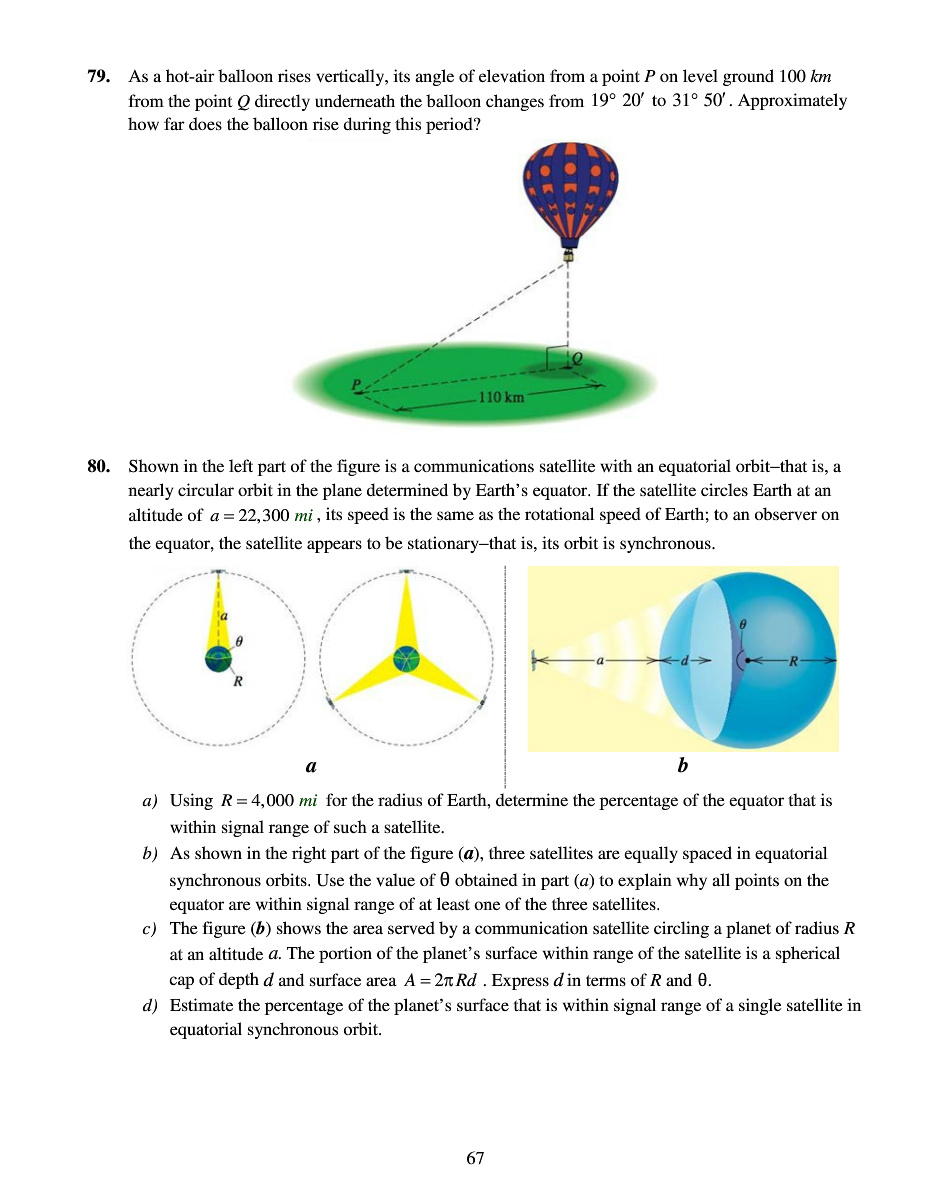 79. As a hot-air balloon rises vertically, its angle of elevation from a point P on level ground 100 km
from the point Q directly underneath the balloon changes from 19° 20′ to 31° 50′. Approximately
how far does the balloon rise during this period?
Q
P
110 km
80. Shown in the left part of the figure is a communications satellite with an equatorial orbit–that is, a
nearly circular orbit in the plane determined by Earth’s equator. If the satellite circles Earth at an
altitude of a = 22,300 mi, its speed is the same as the rotational speed of Earth; to an observer on
the equator, the satellite appears to be stationary–that is, its orbit is synchronous.
a
θ
R
θ
a
d
R
a
b
a) Using R = 4,000 mi for the radius of Earth, determine the percentage of the equator that is
within signal range of such a satellite.
b) As shown in the right part of the figure (a), three satellites are equally spaced in equatorial
synchronous orbits. Use the value of θ obtained in part (a) to explain why all points on the
equator are within signal range of at least one of the three satellites.
c) The figure (b) shows the area served by a communication satellite circling a planet of radius R
at an altitude a. The portion of the planet’s surface within range of the satellite is a spherical
cap of depth d and surface area A = 2πRd . Express d in terms of R and θ.
d) Estimate the percentage of the planet’s surface that is within signal range of a single satellite in
equatorial synchronous orbit.
67